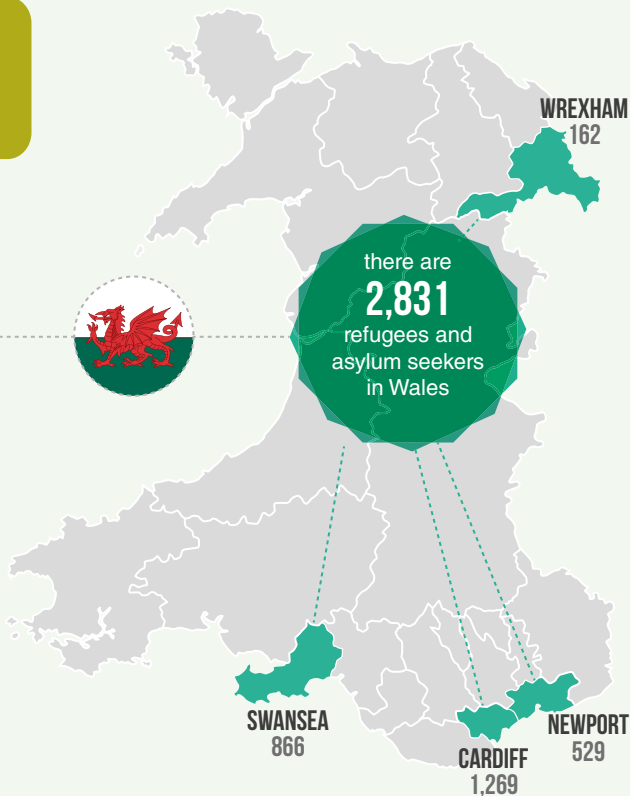 WREXHAM
162
there are
2,831
refugees and
asylum seekers
in Wales
SWANSEA
866
NEWPORT
529
CARDIFF
1,269